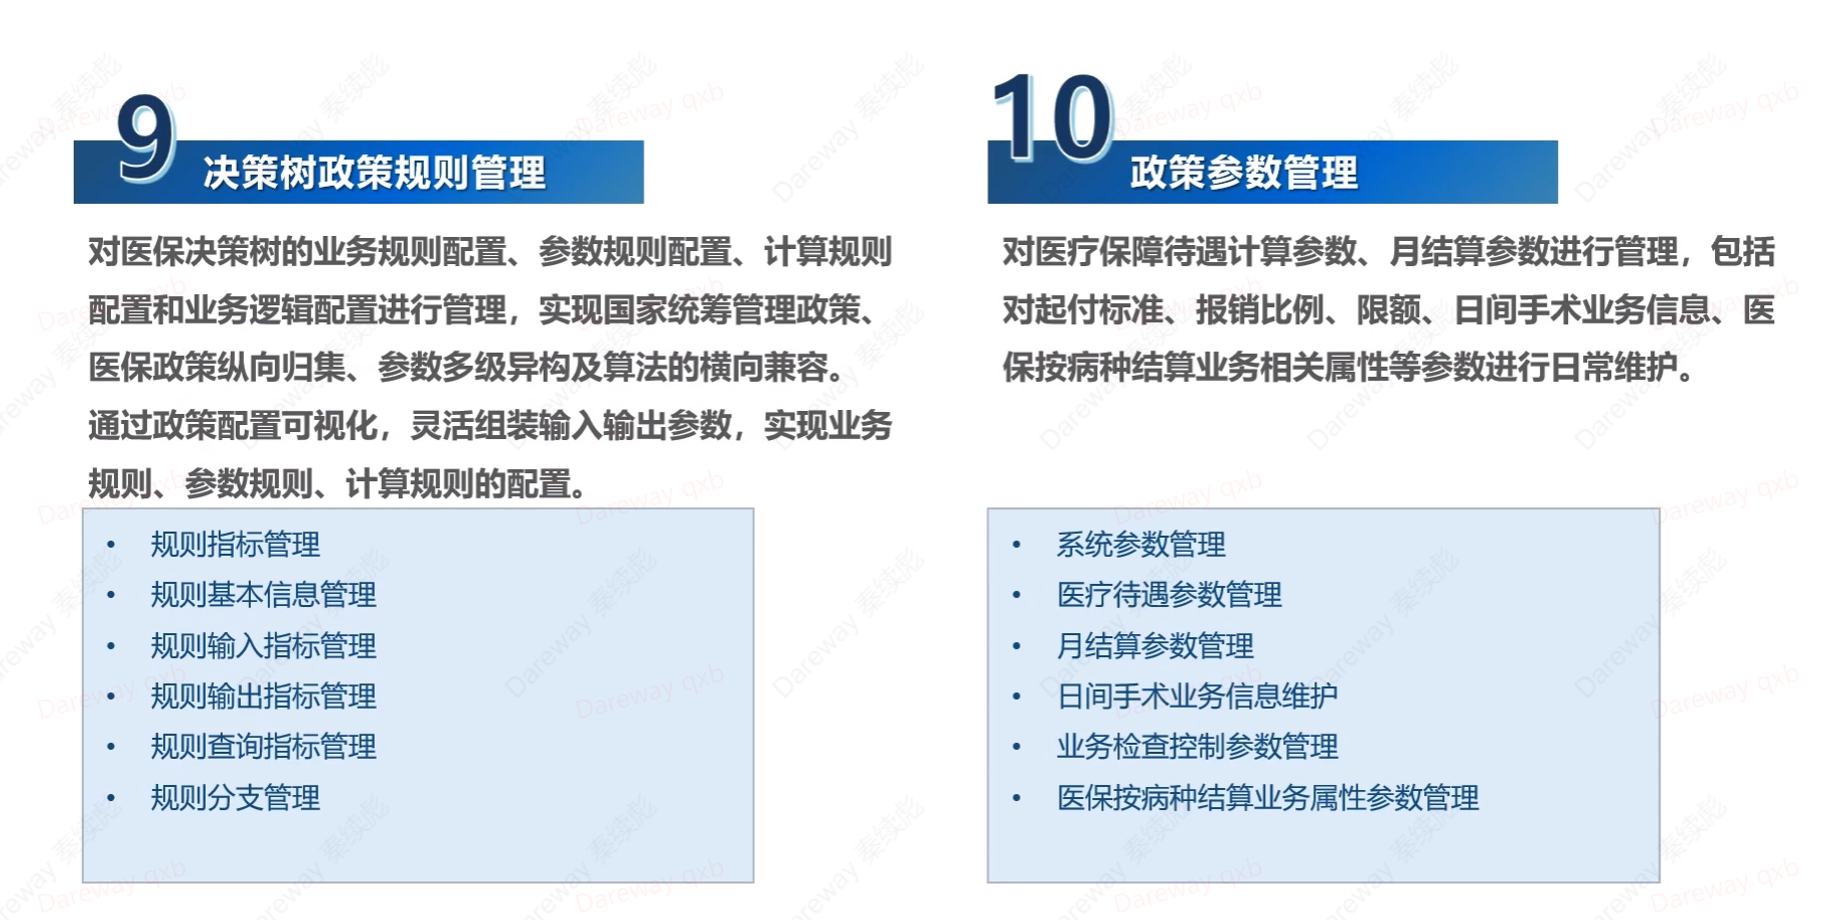 9
决策树政策规则管理
对医保决策树的业务规则配置、参数规则配置、计算规则
配置和业务逻辑配置进行管理，实现国家统筹管理政策、
医保政策纵向归集、参数多级异构及算法的横向兼容。
通过政策配置可视化，灵活组装输入输出参数，实现业务
规则、参数规则、计算规则的配置。
• 规则指标管理
• 规则基本信息管理
• 规则输入指标管理
• 规则输出指标管理
• 规则查询指标管理
• 规则分支管理
10
政策参数管理
对医疗保障待遇计算参数、月结算参数进行管理，包括
对起付标准、报销比例、限额、日间手术业务信息、医
保按病种结算业务相关属性等参数进行日常维护。
• 系统参数管理
• 医疗待遇参数管理
• 月结算参数管理
• 日间手术业务信息维护
• 业务检查控制参数管理
• 医保按病种结算业务属性参数管理
Dareway 秦续彪
Dareway qxb